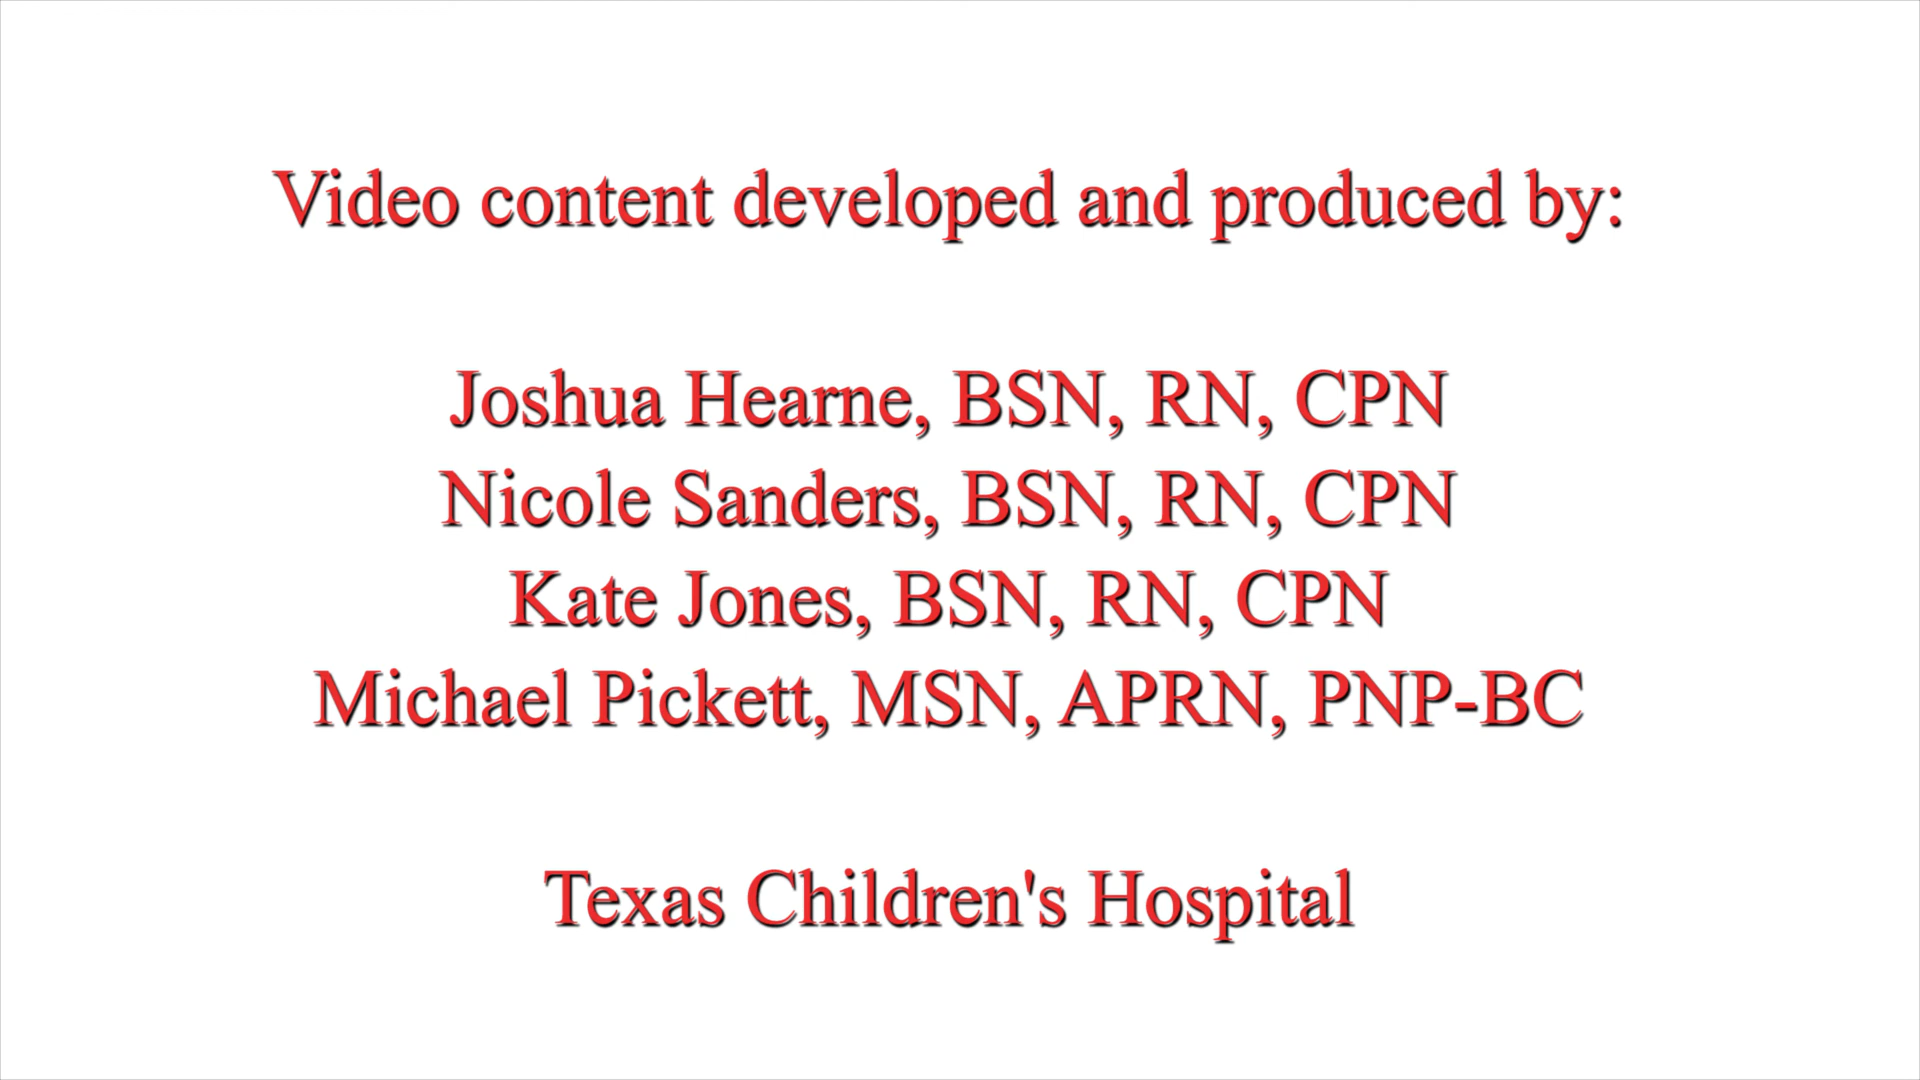 Video content developed and produced by:
Joshua Hearne, BSN, RN, CPN
Nicole Sanders, BSN, RN, CPN
Kate Jones, BSN, RN, CPN
Michael Pickett, MSN, APRN, PNP-BC
Texas Children's Hospital